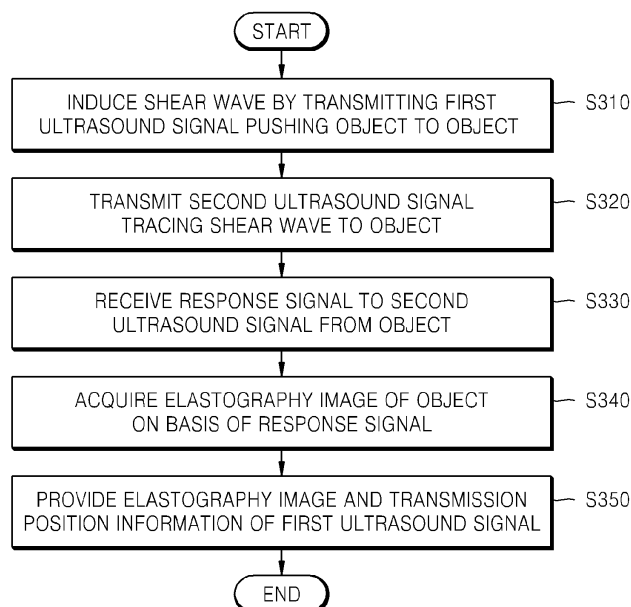 START
INDUCE SHEAR WAVE BY TRANSMITTING FIRST
ULTRASOUND SIGNAL PUSHING OBJECT TO OBJECT
S310
TRANSMIT SECOND ULTRASOUND SIGNAL
TRACING SHEAR WAVE TO OBJECT
S320
RECEIVE RESPONSE SIGNAL TO SECOND
ULTRASOUND SIGNAL FROM OBJECT
S330
ACQUIRE ELASTOGRAPHY IMAGE OF OBJECT
ON BASIS OF RESPONSE SIGNAL
S340
PROVIDE ELASTOGRAPHY IMAGE AND TRANSMISSION
POSITION INFORMATION OF FIRST ULTRASOUND SIGNAL
S350
END